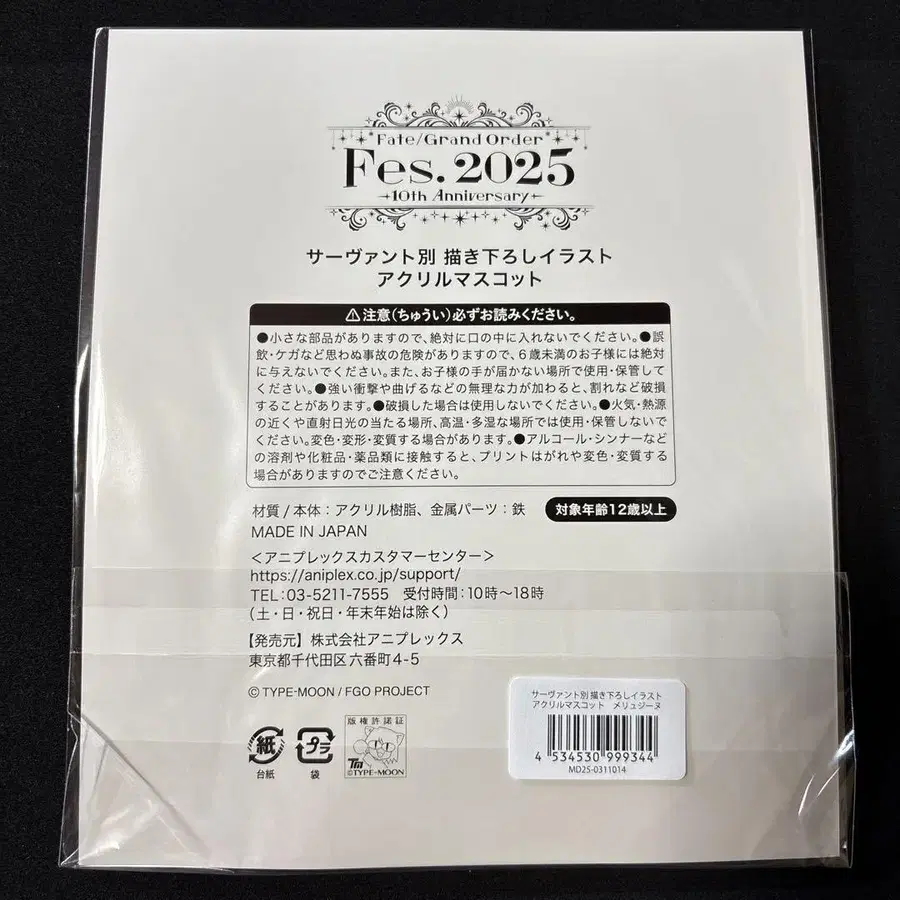 Fate/Grand Order
Fes. 2025
10th Anniversary
サーヴァント別 描き下ろしイラスト
アクリルマスコット
⚠注意(ちゅうい)必ずお読みください。
●小さな部品がありますので、絶対に口の中に入れないでください。●誤
飲・ケガなど思わぬ事故の危険がありますので、6歳未満のお子様には絶対
に与えないでください。また、お子様の手が届かない場所で使用・保管して
ください。●強い衝撃や曲げるなどの無理な力が加わると、割れなど破損
することがあります。●破損した場合は使用しないでください。●火気・熱源
の近くや直射日光の当たる場所、高温・多湿な場所では使用・保管しないで
ください。変色・変形・変質する場合があります。●アルコール・シンナーなど
の溶剤や化粧品・薬品類に接触すると、プリントはがれや変色・変質する
場合がありますのでご注意ください。
材質/本体:アクリル樹脂、金属パーツ:鉄 対象年齢12歳以上
MADE IN JAPAN
<アニプレックスカスタマーセンター>
https://aniplex.co.jp/support/
TEL:03-5211-7555 受付時間:10時~18時
(土・日・祝日・年末年始は除く)
【発売元】株式会社アニプレックス
東京都千代田区六番町4-5
© TYPE-MOON / FGO PROJECT
紙
台紙
プラ
袋
版権許諾証
TM
©TYPE-MOON
サーヴァント別 描き下ろしイラスト
アクリルマスコット メリュジーヌ
4 534530 999344
MD25-0311014